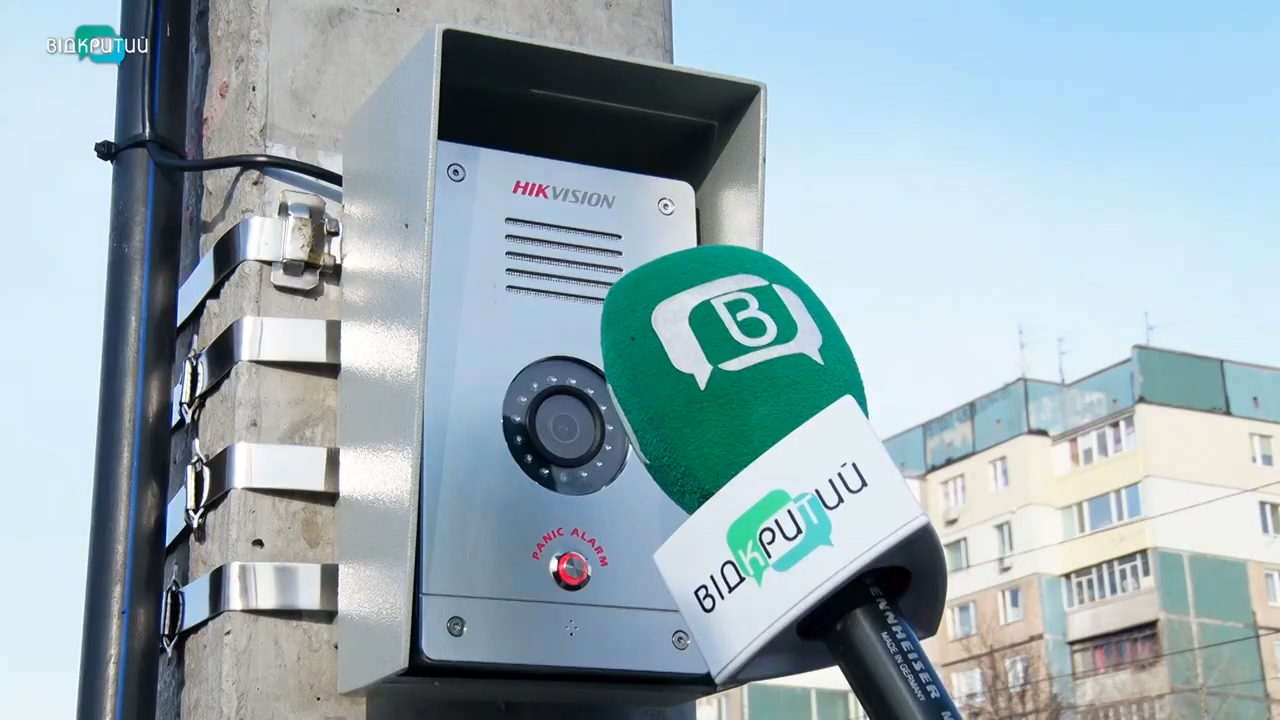 ВІДКРИТИЙ
HIKVISION
В
PANIC ALARM
ВІДКРИТИЙ
ENNHEISER
MADE IN GERMANY